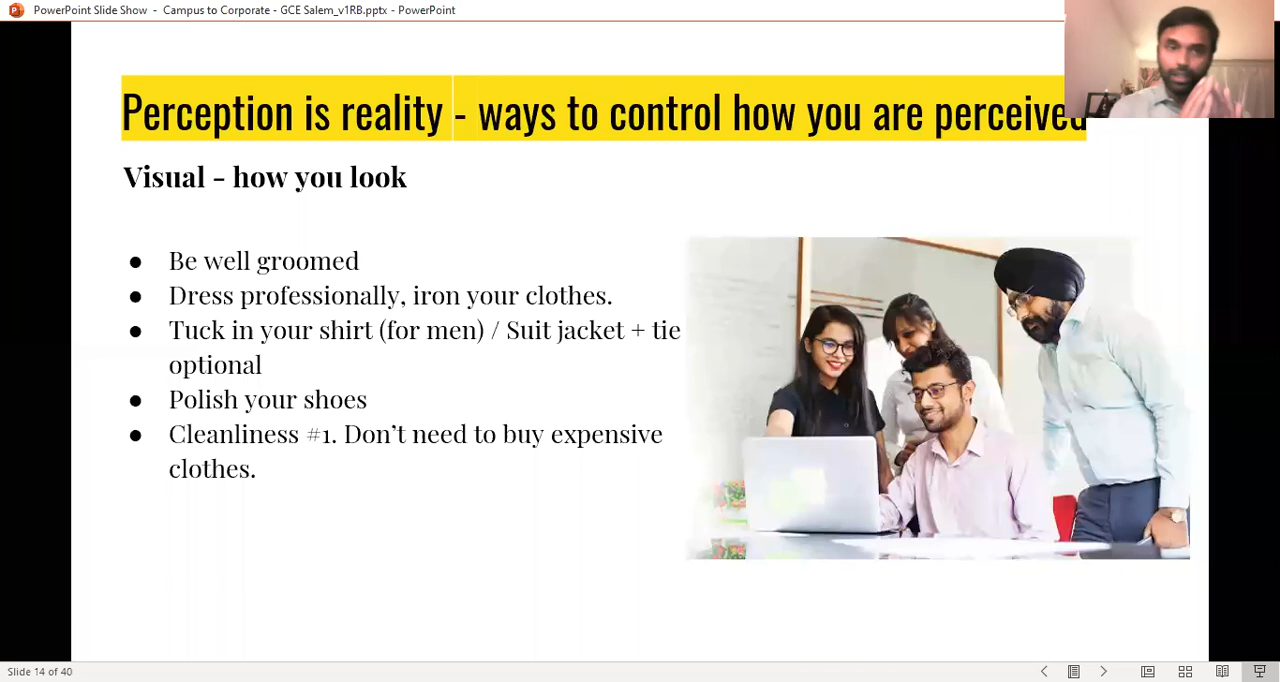 PowerPoint Slide Show - Campus to Corporate - GCE Salem_v1RB.pptx - PowerPoint
Perception is reality - ways to control how you are perceived
Visual - how you look
● Be well groomed
● Dress professionally, iron your clothes.
● Tuck in your shirt (for men) / Suit jacket + tie
optional
● Polish your shoes
● Cleanliness #1. Don’t need to buy expensive
clothes.
Slide 14 of 40